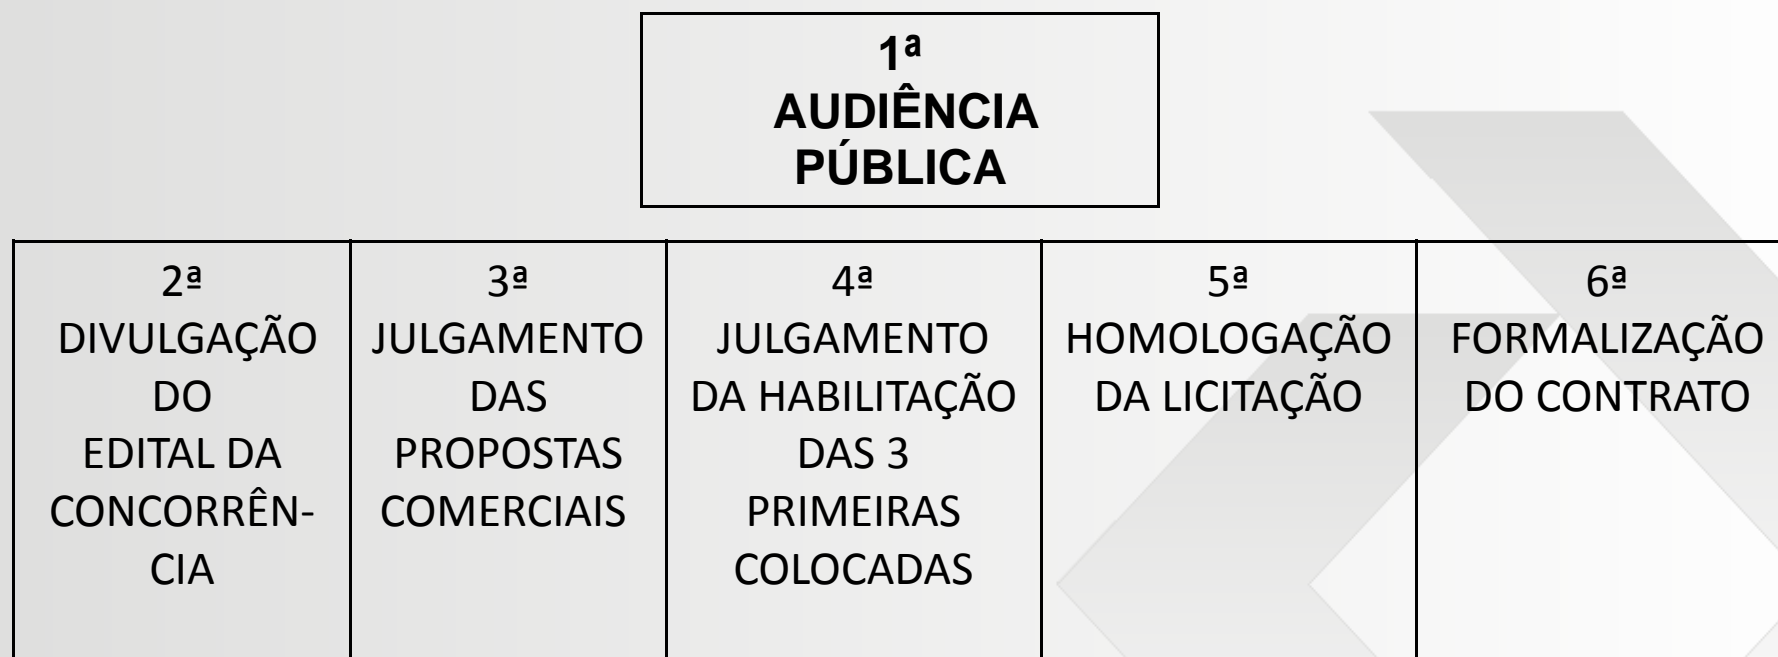 1ª
AUDIÊNCIA
PÚBLICA
2ª
DIVULGAÇÃO
DO
EDITAL DA
CONCORRÊN-
CIA
3ª
JULGAMENTO
DAS
PROPOSTAS
COMERCIAIS
4ª
JULGAMENTO
DA HABILITAÇÃO
DAS 3
PRIMEIRAS
COLOCADAS
5ª
HOMOLOGAÇÃO
DA LICITAÇÃO
6ª
FORMALIZAÇÃO
DO CONTRATO